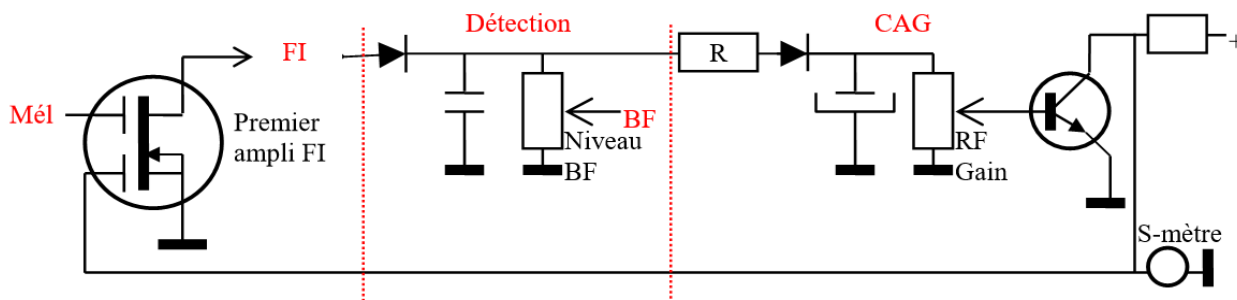 Détection
CAG
FI
R
+
Mél
Premier
ampli FI
BF
Niveau
BF
RF
Gain
S-mètre